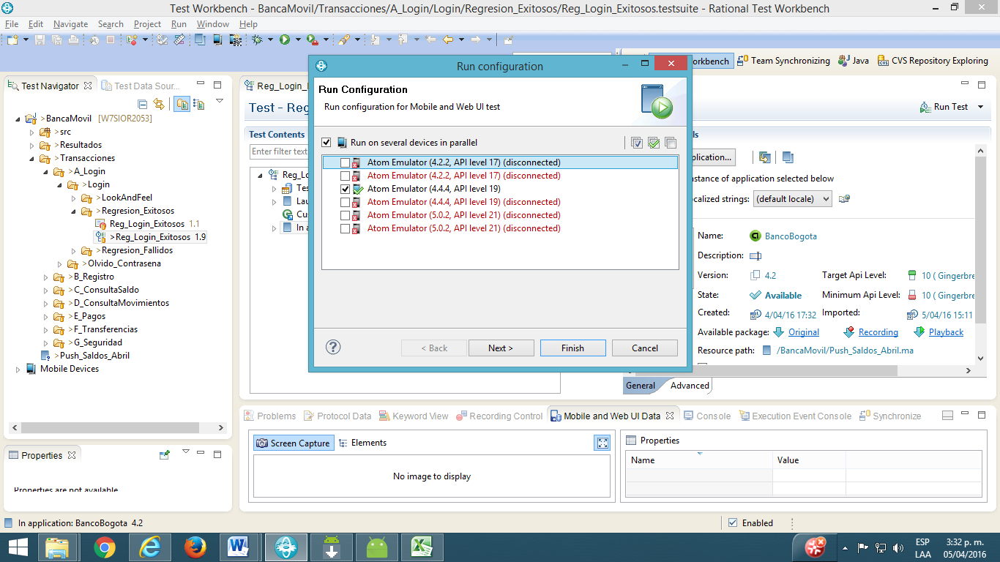 Test Workbench - BancaMovil/Transacciones/A_Login/Login/Regresion_Exitosos/Reg_Login_Exitosos.testsuite - Rational Test Workbench
File Edit Navigate Search Project Run Window Help
orkbench Team Synchronizing Java CVS Repository Exploring
Test Navigator Test Data Sour...
>BancaMovil [W7SIOR2053]
>src
>Resultados
>Transacciones
>A_Login
>Login
>LookAndFeel
>Regresion_Exitosos
Reg_Login_Exitosos 1.1
>Reg_Login_Exitosos 1.9
>Regresion_Fallidos
>Olvido_Contrasena
>B_Registro
>C_ConsultaSaldo
>D_ConsultaMovimientos
>E_Pagos
>F_Transferencias
>G_Seguridad
>Push_Saldos_Abril
Mobile Devices
Properties
Properties are not available
Reg_Login_
Test - Reg
Run Test
Test Contents
Enter filter text
Reg_Lo
Tes
Lau
Cu
In a
ls
plication...
nstance of application selected below
calized strings: (default locale)
Name: BancoBogota
Description:
Version: 4.2 Target Api Level: 10 ( Gingerbre
State: Available Minimum Api Level: 10 ( Gingerbre
Created: 4/04/16 17:32 Imported: 5/04/16 15:11
Available package: Original Recording Playback
Resource path: /BancaMovil/Push_Saldos_Abril.ma
General Advanced
Run configuration
Run Configuration
Run configuration for Mobile and Web UI test
Run on several devices in parallel
Atom Emulator (4.2.2, API level 17) (disconnected)
Atom Emulator (4.2.2, API level 17) (disconnected)
Atom Emulator (4.4.4, API level 19)
Atom Emulator (4.4.4, API level 19) (disconnected)
Atom Emulator (5.0.2, API level 21) (disconnected)
Atom Emulator (5.0.2, API level 21) (disconnected)
< Back Next > Finish Cancel
Problems Protocol Data Keyword View Recording Control Mobile and Web UI Data Console Execution Event Console Synchronize
Screen Capture Elements
No image to display
Properties
Name Value
In application: BancoBogota 4.2
Enabled
ESP 3:32 p. m.
LAA 05/04/2016